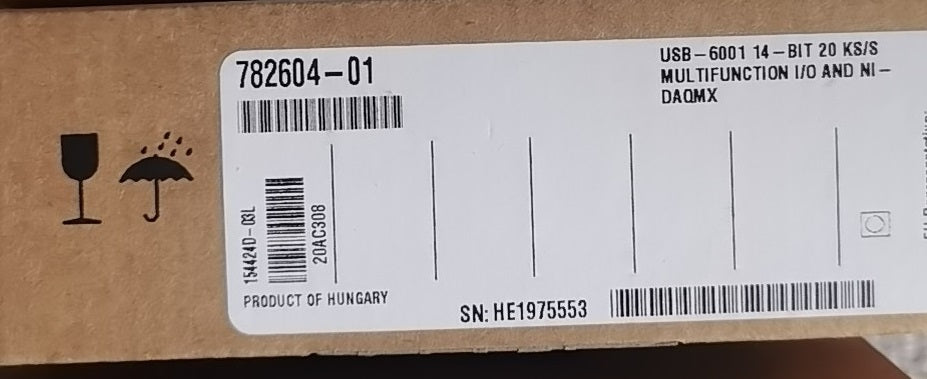 782604-01
USB-6001 14-BIT 20 KS/S
MULTIFUNCTION I/O AND NI-
DAQMX
154424D-03L
20AC308
PRODUCT OF HUNGARY
SN: HE1975553